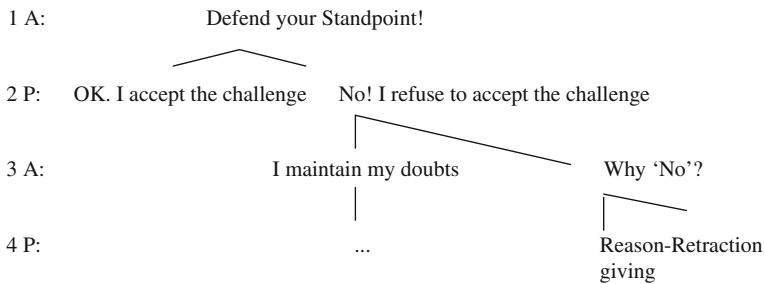 1 A: Defend your Standpoint!
2 P: OK. I accept the challenge No! I refuse to accept the challenge
3 A: I maintain my doubts Why ‘No’?
4 P: ... Reason-Retraction
giving